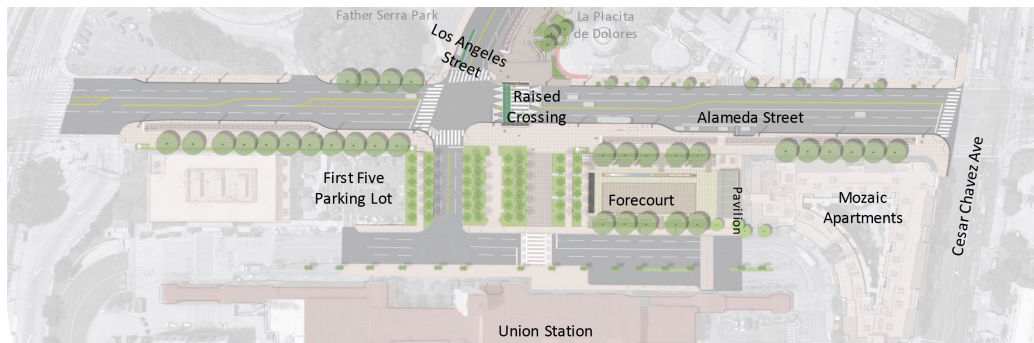 Father Serra Park
La Placita
de Dolores
Los Angeles
Street
Raised
Crossing
Alameda Street
First Five
Parking Lot
Forecourt
Pavilion
Mozaic
Apartments
Cesar Chavez Ave
Union Station